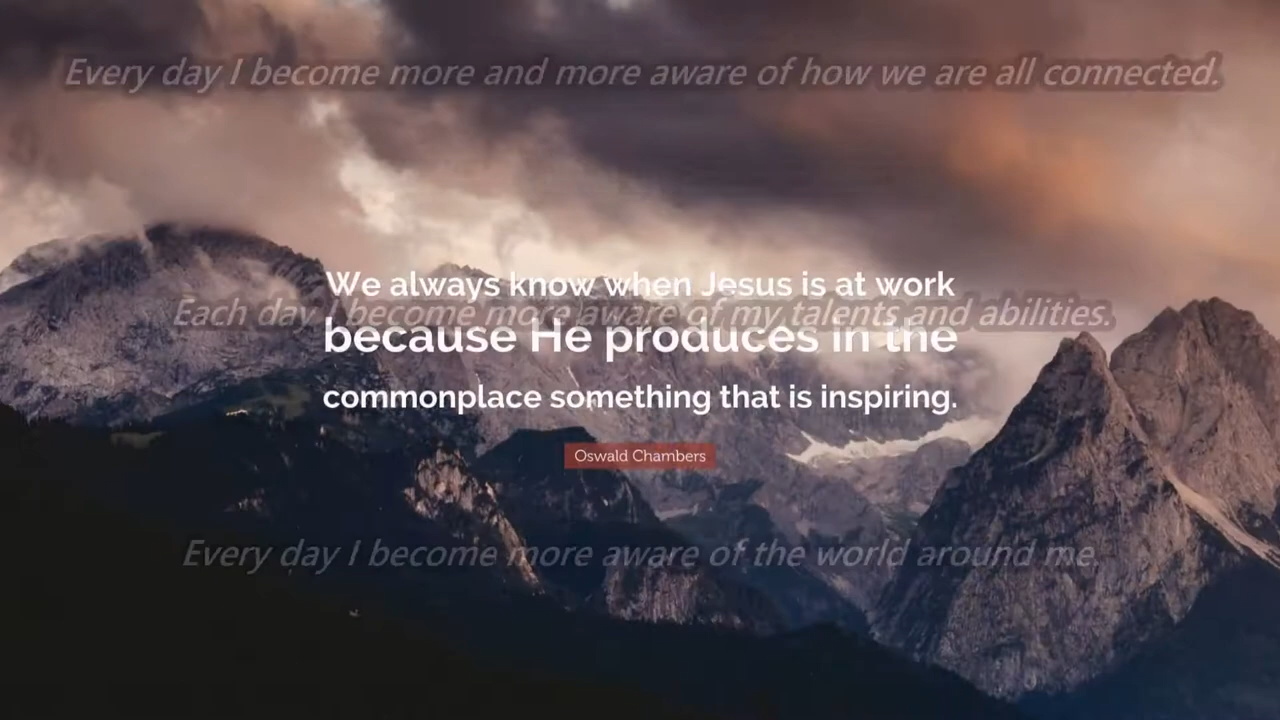 Every day I become more and more aware of how we are all connected.
We always know when Jesus is at work
Each day I become more aware of my talents and abilities.
because He produces in the
commonplace something that is inspiring.
Oswald Chambers
Every day I become more aware of the world around me.